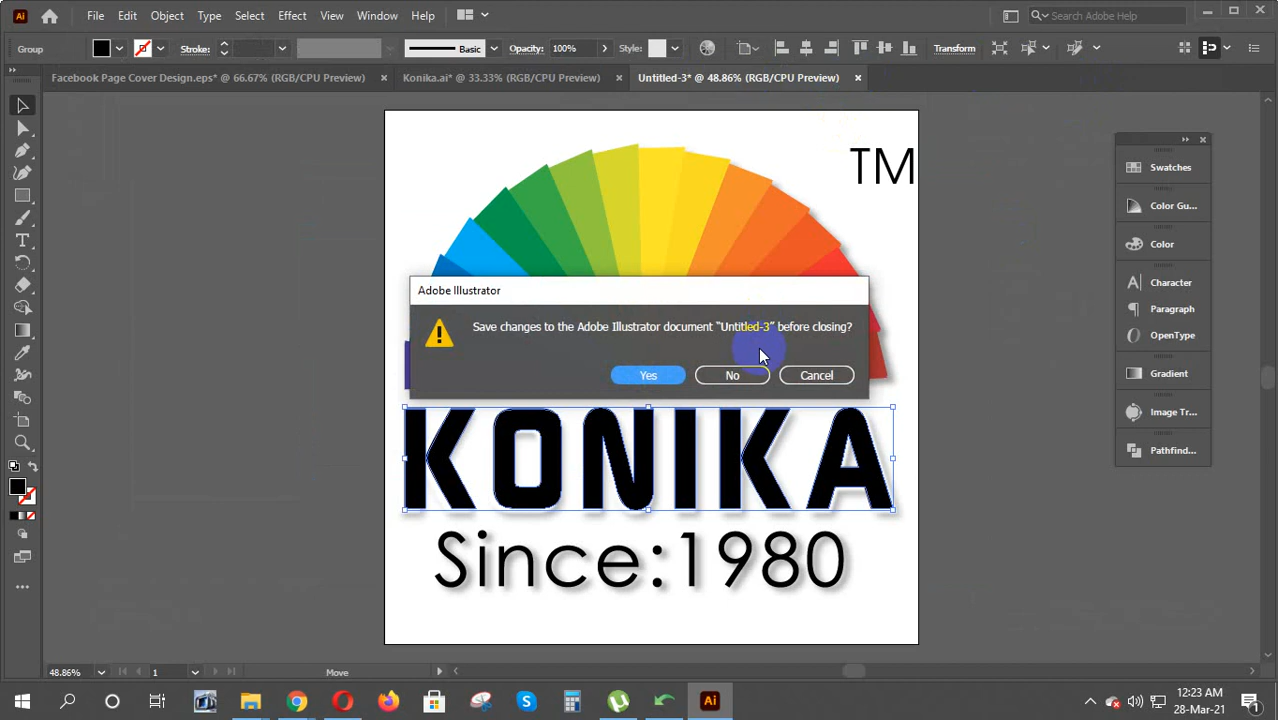 Ai File Edit Object Type Select Effect View Window Help Search Adobe Help
Group Stroke: Basic Opacity: 100% Style: Transform
Facebook Page Cover Design.eps* @ 66.67% (RGB/CPU Preview) Konika.ai* @ 33.33% (RGB/CPU Preview) Untitled-3* @ 48.86% (RGB/CPU Preview)
TM
Swatches
Color Gu...
Color
Character
Paragraph
OpenType
Gradient
Image Tr...
Pathfind...
Adobe Illustrator
Save changes to the Adobe Illustrator document “Untitled-3” before closing?
Yes No Cancel
KONIKA
Since:1980
48.86% 1 Move
12:23 AM
28-Mar-21